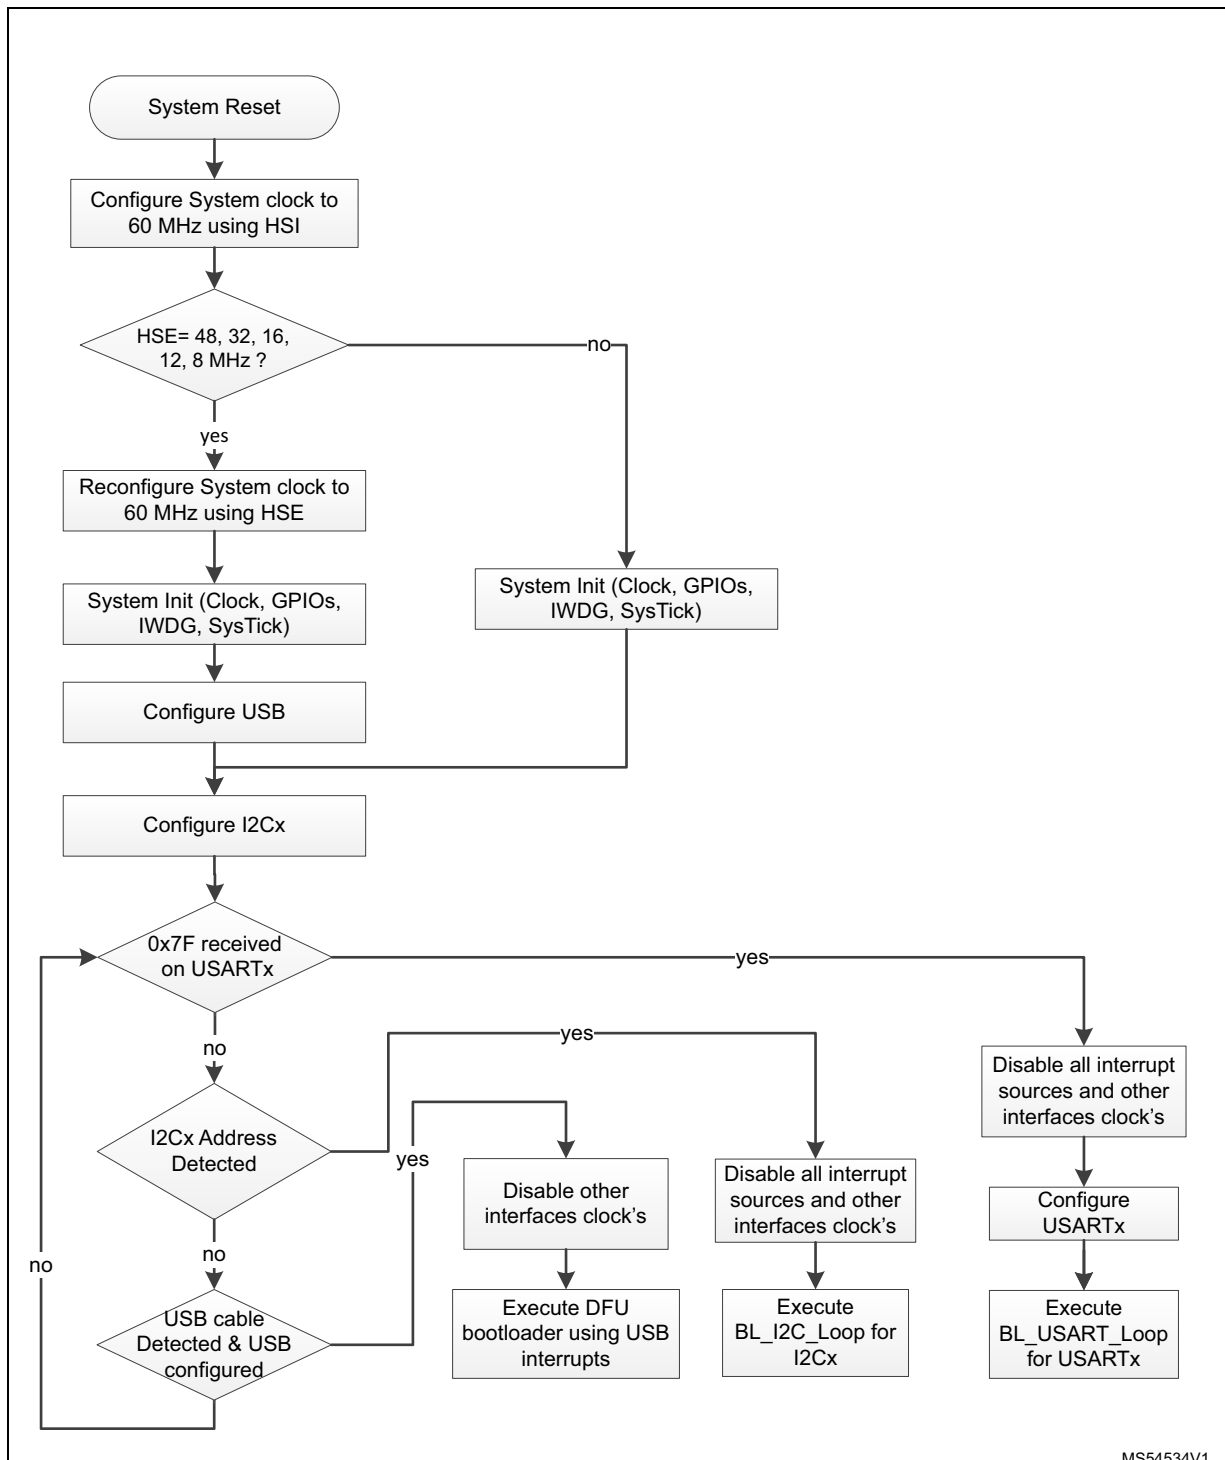 System Reset
Configure System clock to
60 MHz using HSI
HSE= 48, 32, 16,
12, 8 MHz ?
no
yes
Reconfigure System clock to
60 MHz using HSE
System Init (Clock, GPIOs,
IWDG, SysTick)
System Init (Clock, GPIOs,
IWDG, SysTick)
Configure USB
Configure I2Cx
0x7F received
on USARTx
yes
no
yes
Disable all interrupt
sources and other
interfaces clock's
I2Cx Address
Detected
yes
Disable other
interfaces clock's
Disable all interrupt
sources and other
interfaces clock's
Configure
USARTx
no
no
USB cable
Detected & USB
configured
Execute DFU
bootloader using USB
interrupts
Execute
BL_I2C_Loop for
I2Cx
Execute
BL_USART_Loop
for USARTx
MS54534V1